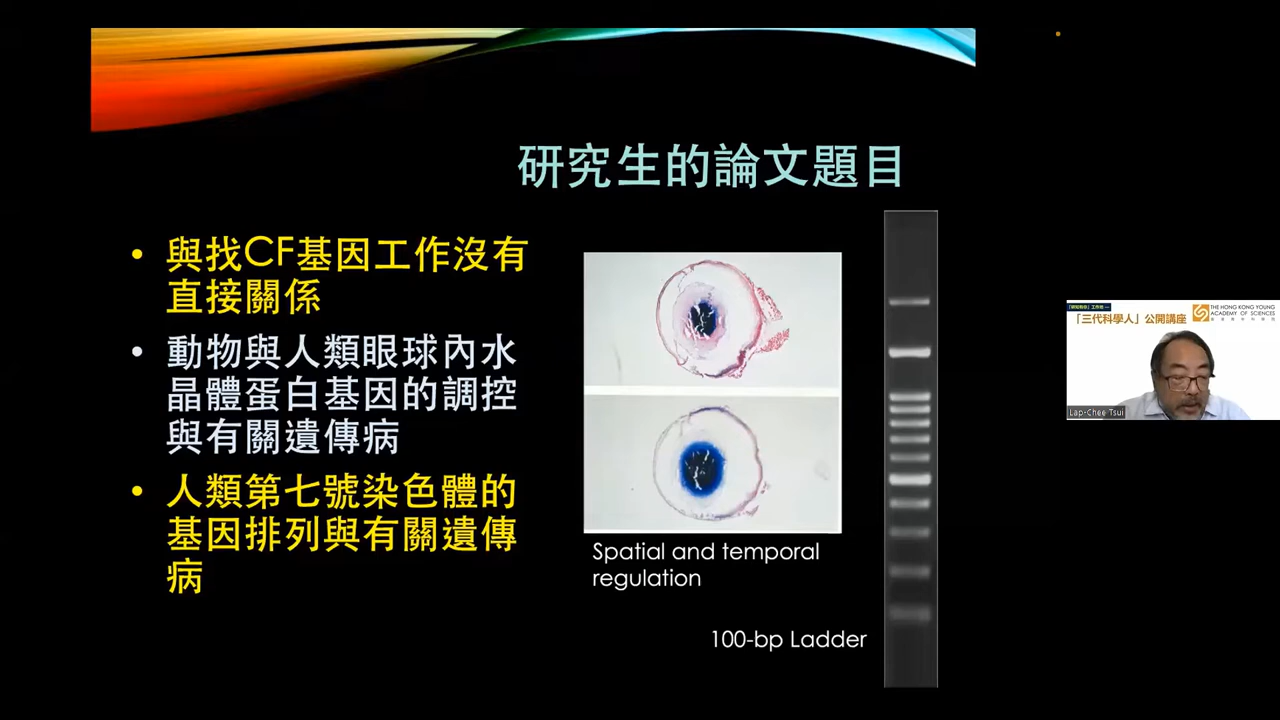 研究生的論文題目
• 與找CF基因工作沒有
直接關係
• 動物與人類眼球內水
晶體蛋白基因的調控
與有關遺傳病
• 人類第七號染色體的
基因排列與有關遺傳
病
Spatial and temporal
regulation
100-bp Ladder
「三代科學人」公開講座
THE HONG KONG YOUNG
ACADEMY OF SCIENCES
Lap-Chee Tsui